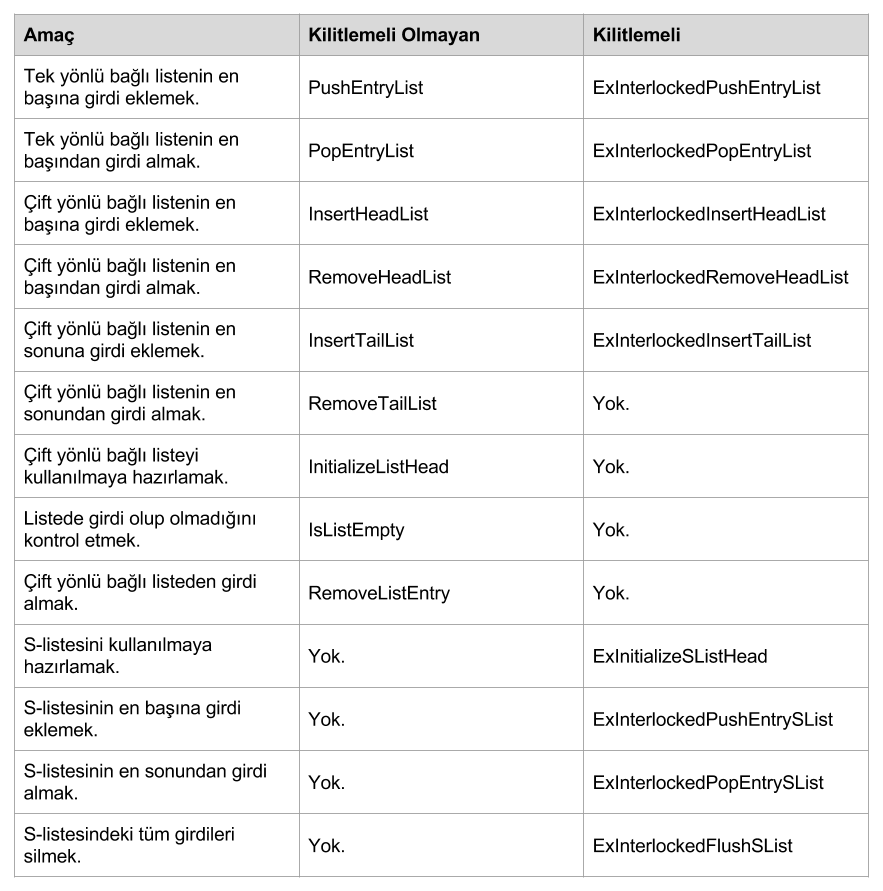 Amaç Kilitlemeli Olmayan Kilitlemeli
Tek yönlü bağlı listenin en
başına girdi eklemek.
PushEntryList
ExInterlockedPushEntryList
Tek yönlü bağlı listenin en
başından girdi almak.
PopEntryList
ExInterlockedPopEntryList
Çift yönlü bağlı listenin en
başına girdi eklemek.
InsertHeadList
ExInterlockedInsertHeadList
Çift yönlü bağlı listenin en
başından girdi almak.
RemoveHeadList
ExInterlockedRemoveHeadList
Çift yönlü bağlı listenin en
sonuna girdi eklemek.
InsertTailList
ExInterlockedInsertTailList
Çift yönlü bağlı listenin en
sonundan girdi almak.
RemoveTailList
Yok.
Çift yönlü bağlı listeyi
kullanılmaya hazırlamak.
InitializeListHead
Yok.
Listede girdi olup olmadığını
kontrol etmek.
IsListEmpty
Yok.
Çift yönlü bağlı listeden girdi
almak.
RemoveListEntry
Yok.
S-listesini kullanılmaya
hazırlamak.
Yok.
ExInitializeSListHead
S-listesinin en başına girdi
eklemek.
Yok.
ExInterlockedPushEntrySList
S-listesinin en sonundan girdi
almak.
Yok.
ExInterlockedPopEntrySList
S-listesindeki tüm girdileri
silmek.
Yok.
ExInterlockedFlushSList